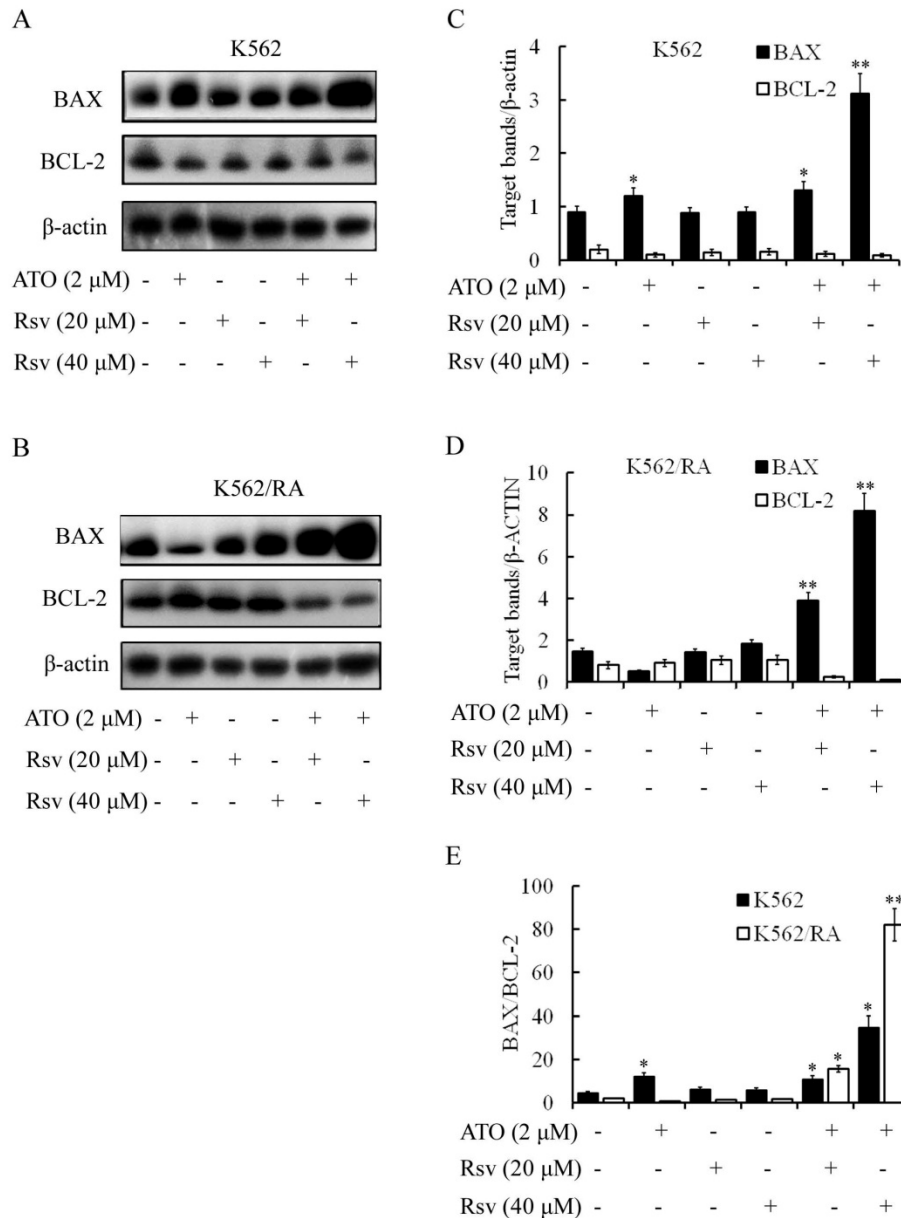 A
K562
BAX
BCL-2
β-actin
ATO (2 μM) - + - - + +
Rsv (20 μM) - - + - + -
Rsv (40 μM) - - - + - +
B
K562/RA
BAX
BCL-2
β-actin
ATO (2 μM) - + - - + +
Rsv (20 μM) - - + - + -
Rsv (40 μM) - - - + - +
C
K562
BAX
BCL-2
Target bands/β-actin
4
3
2
1
0
* * **
ATO (2 μM) - + - - + +
Rsv (20 μM) - - + - + -
Rsv (40 μM) - - - + - +
D
K562/RA
BAX
BCL-2
Target bands/β-ACTIN
10
8
6
4
2
0
** **
ATO (2 μM) - + - - + +
Rsv (20 μM) - - + - + -
Rsv (40 μM) - - - + - +
E
K562
K562/RA
BAX/BCL-2
100
80
60
40
20
0
* * * * **
ATO (2 μM) - + - - + +
Rsv (20 μM) - - + - + -
Rsv (40 μM) - - - + - +